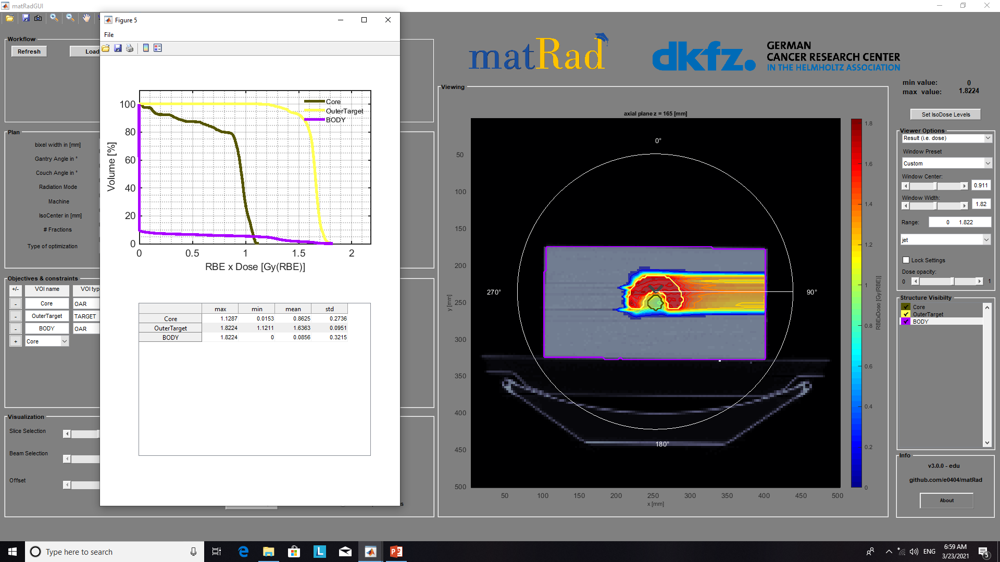 matRadGUI
Figure 5
File
Workflow
Refresh
Load
Plan
bixel width in [mm]
Gantry Angle in °
Couch Angle in °
Radiation Mode
Machine
IsoCenter in [mm]
# Fractions
Type of optimization
Objectives & constraints
+/- VOI name VOI typ
- Core OAR
- OuterTarget TARGET
- BODY OAR
+ Core
Visualization
Slice Selection
Beam Selection
Offset
100
80
60
40
20
0
0 0.5 1 1.5 2
Volume [%]
RBE x Dose [Gy(RBE)]
Core
OuterTarget
BODY
max min mean std
Core 1.1287 0.0153 0.8625 0.2736
OuterTarget 1.8224 1.1211 1.6363 0.0951
BODY 1.8224 0 0.0856 0.3215
matRad
dkfz.
GERMAN
CANCER RESEARCH CENTER
IN THE HELMHOLTZ ASSOCIATION
Viewing
axial plane z = 165 [mm]
0°
90°
180°
270°
50
100
150
200
250
300
350
400
450
500
y [mm]
50 100 150 200 250 300 350 400 450 500
x [mm]
1.8
1.6
1.4
1.2
1
0.8
0.6
0.4
0.2
0
RBExDose [Gy(RBE)]
min value: 0
max value: 1.8224
Set IsoDose Levels
Viewer Options
Result (i.e. dose)
Window Preset
Custom
Window Center:
0.911
Window Width:
1.82
Range: 0 1.822
jet
Lock Settings
Dose opacity:
0 1
Structure Visibilty
Core
OuterTarget
BODY
Info
v3.0.0 - edu
github.com/e0404/matRad
About
Type here to search
ENG
6:59 AM
3/23/2021
5